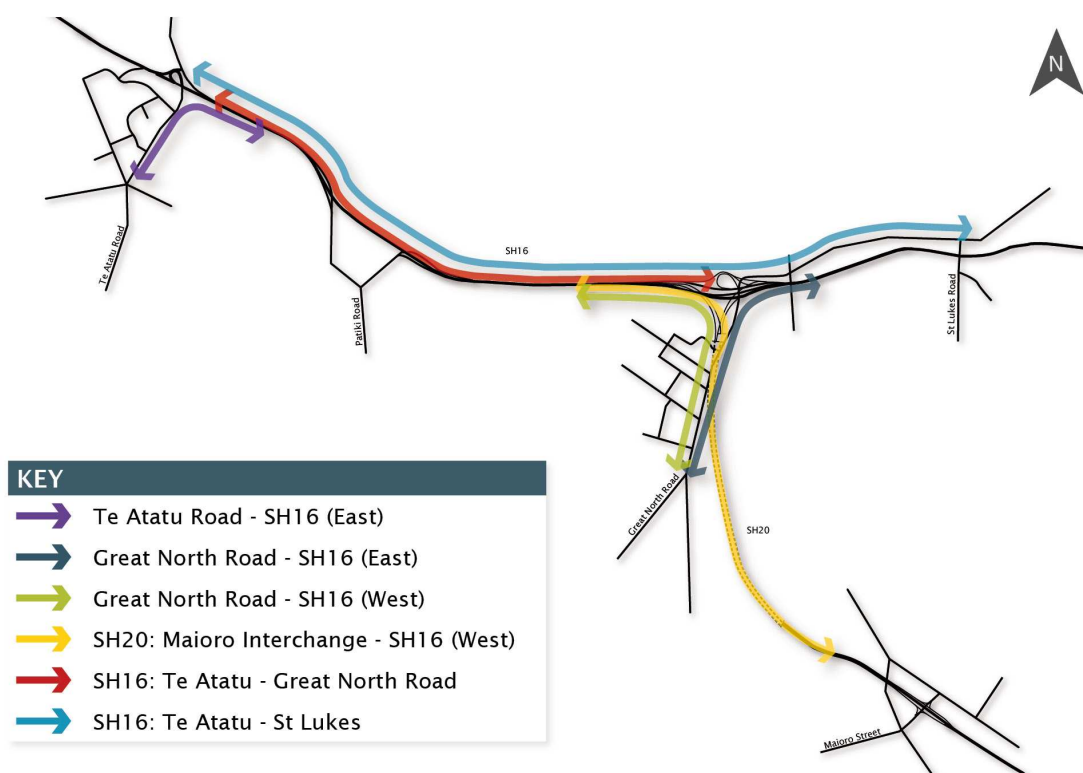 N
SH16
Te Atatu Road
Patiki Road
St Lukes Road
Great North Road
SH20
Maioro Street
KEY
Te Atatu Road - SH16 (East)
Great North Road - SH16 (East)
Great North Road - SH16 (West)
SH20: Maioro Interchange - SH16 (West)
SH16: Te Atatu - Great North Road
SH16: Te Atatu - St Lukes